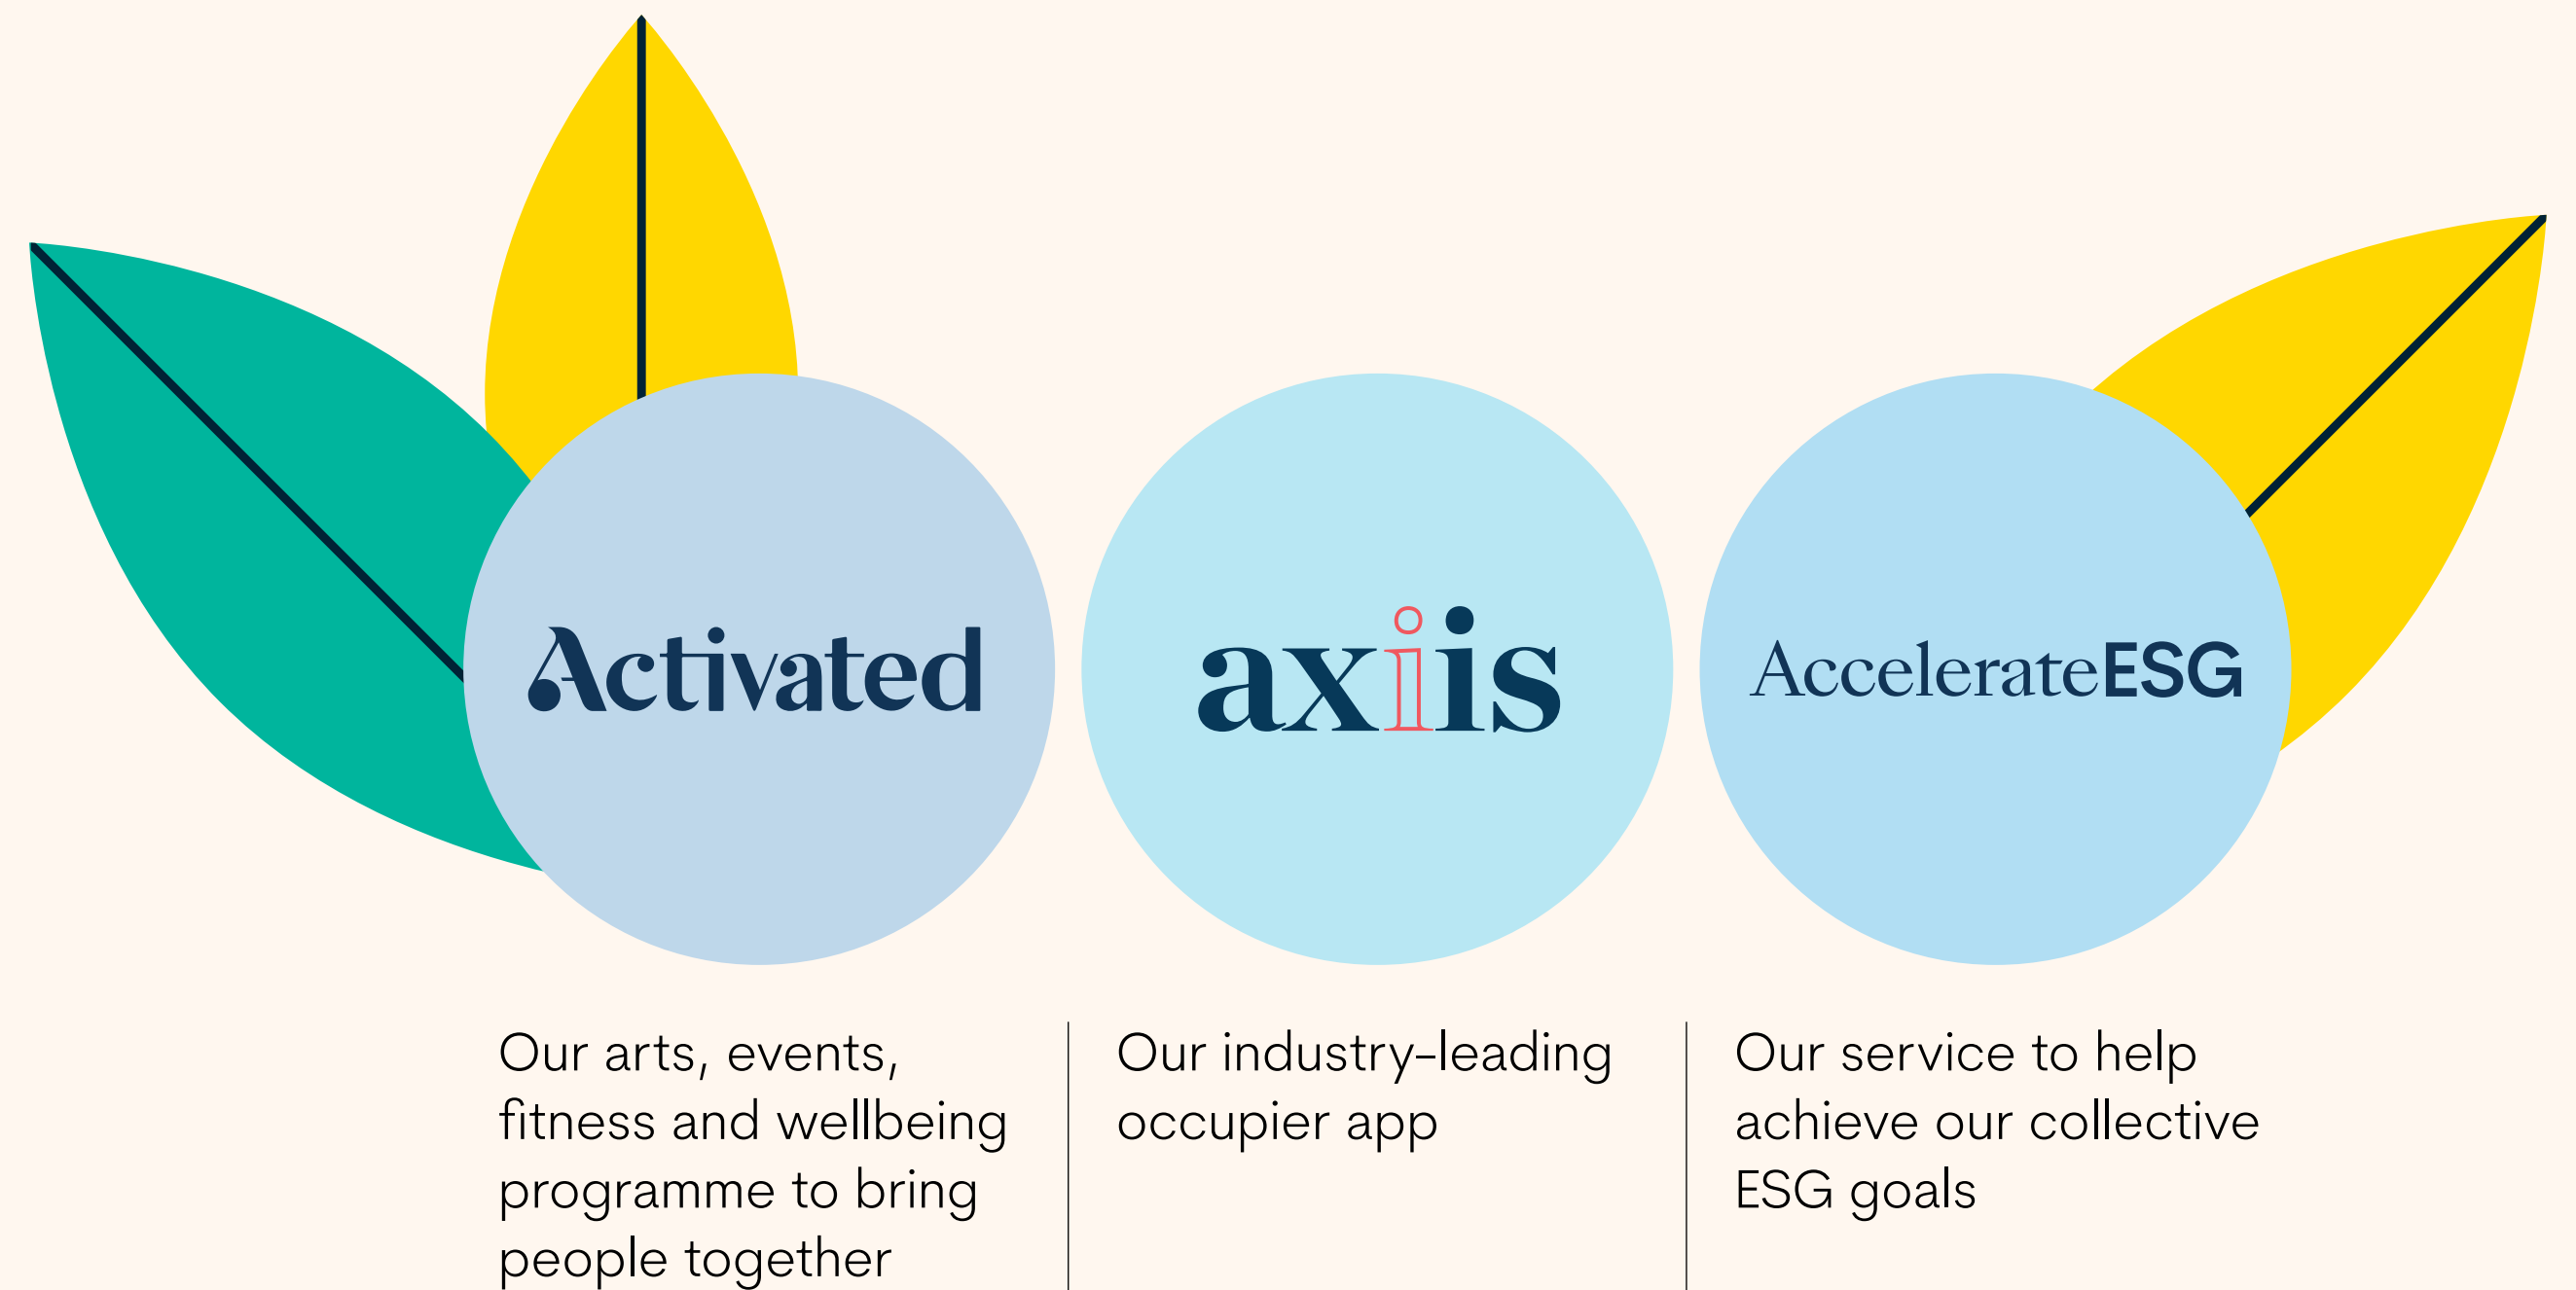 Activated
axiis
AccelerateESG
Our arts, events,
fitness and wellbeing
programme to bring
people together
Our industry-leading
occupier app
Our service to help
achieve our collective
ESG goals